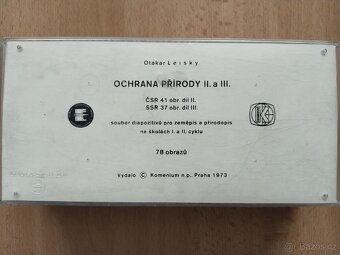 Otakar Leiský
OCHRANA PŘÍRODY II. a III.
ČSR 41 obr. díl II.
SSR 37 obr. díl III.
soubor diapozitivů pro zeměpis a přírodopis
na školách I. a II. cyklu
78 obrazů
Vydalo © Komenium n.p. Praha 1973